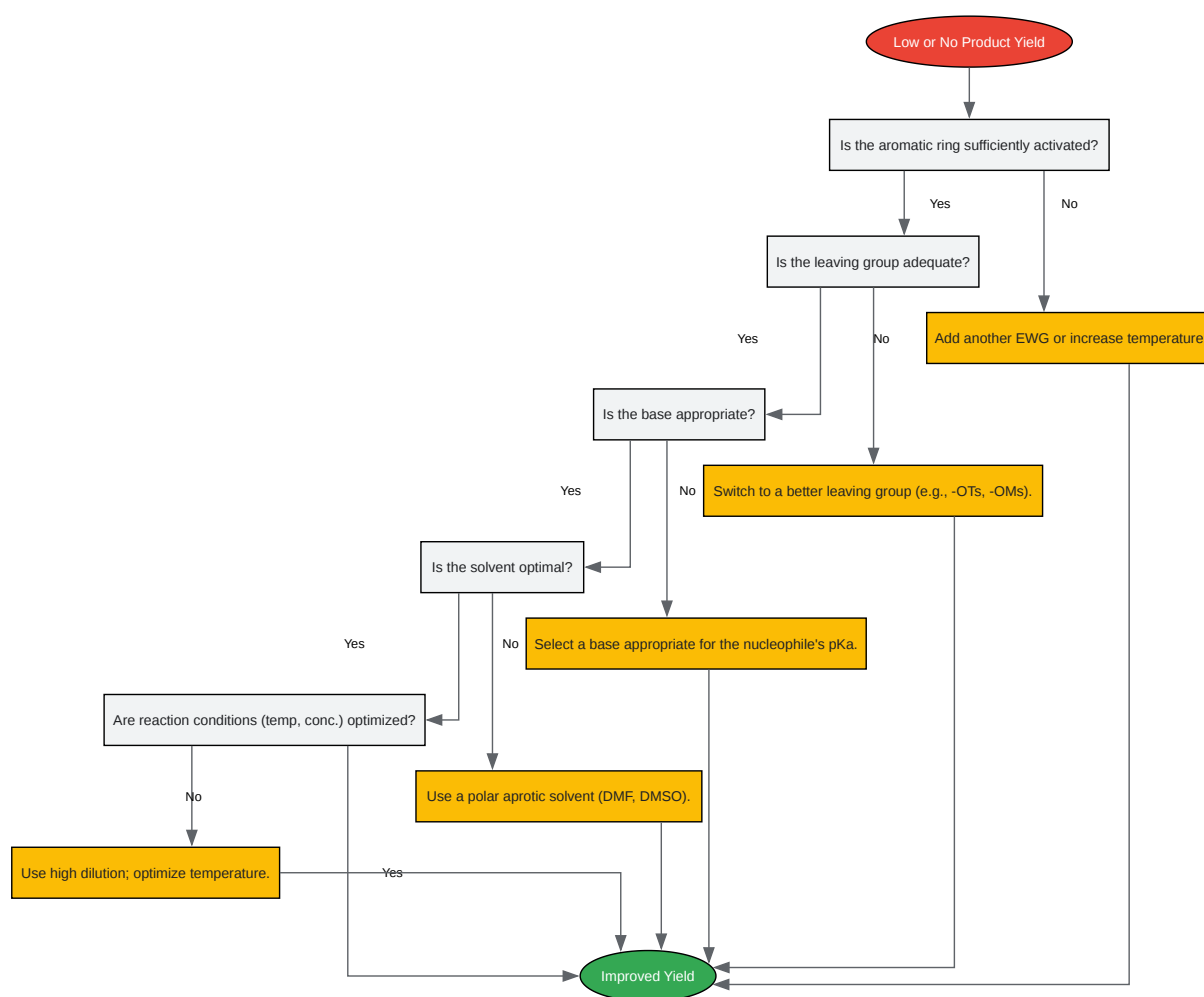 Low or No Product Yield
Is the aromatic ring sufficiently activated?
Yes
No
Is the leaving group adequate?
Yes
No
Add another EWG or increase temperature
Is the base appropriate?
Yes
No
Switch to a better leaving group (e.g., -OTs, -OMs).
Is the solvent optimal?
Yes
No
Select a base appropriate for the nucleophile's pKa.
Are reaction conditions (temp, conc.) optimized?
No
Use a polar aprotic solvent (DMF, DMSO).
Use high dilution; optimize temperature.
Yes
Improved Yield